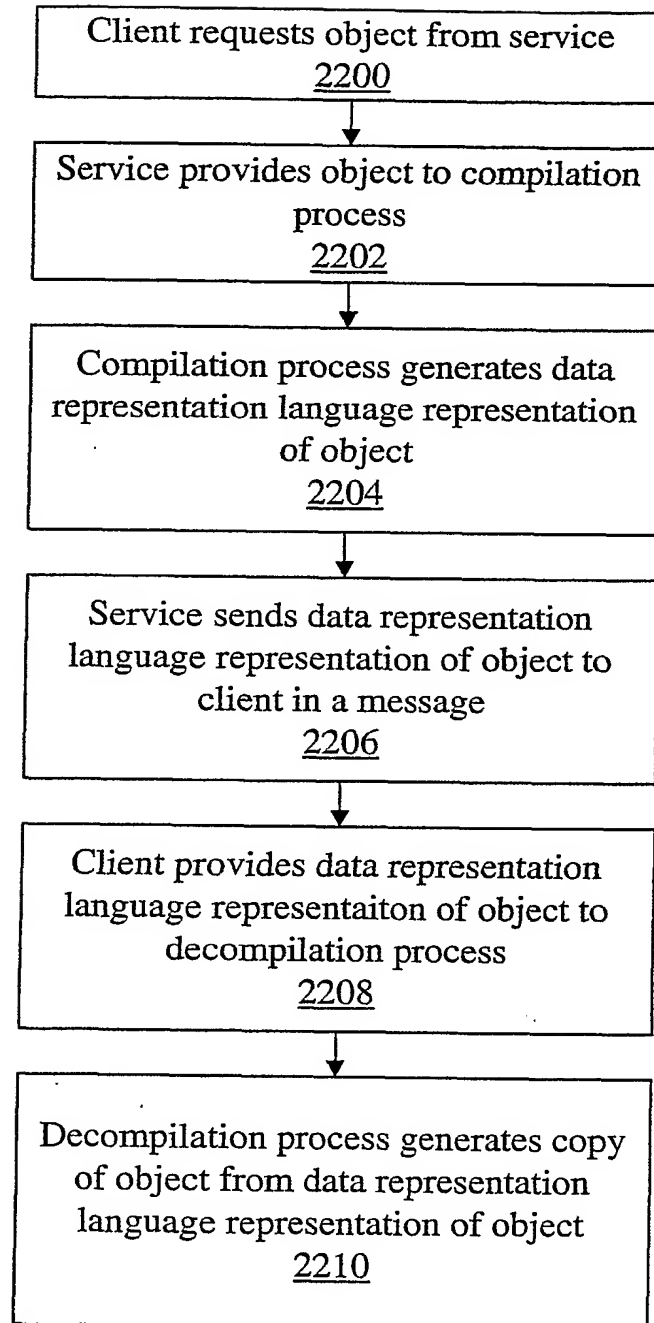 Client requests object from service
2200
Service provides object to compilation
process
2202
Compilation process generates data
representation language representation
of object
2204
Service sends data representation
language representation of object to
client in a message
2206
Client provides data representation
language representaiton of object to
decompilation process
2208
Decompilation process generates copy
of object from data representation
language representation of object
2210